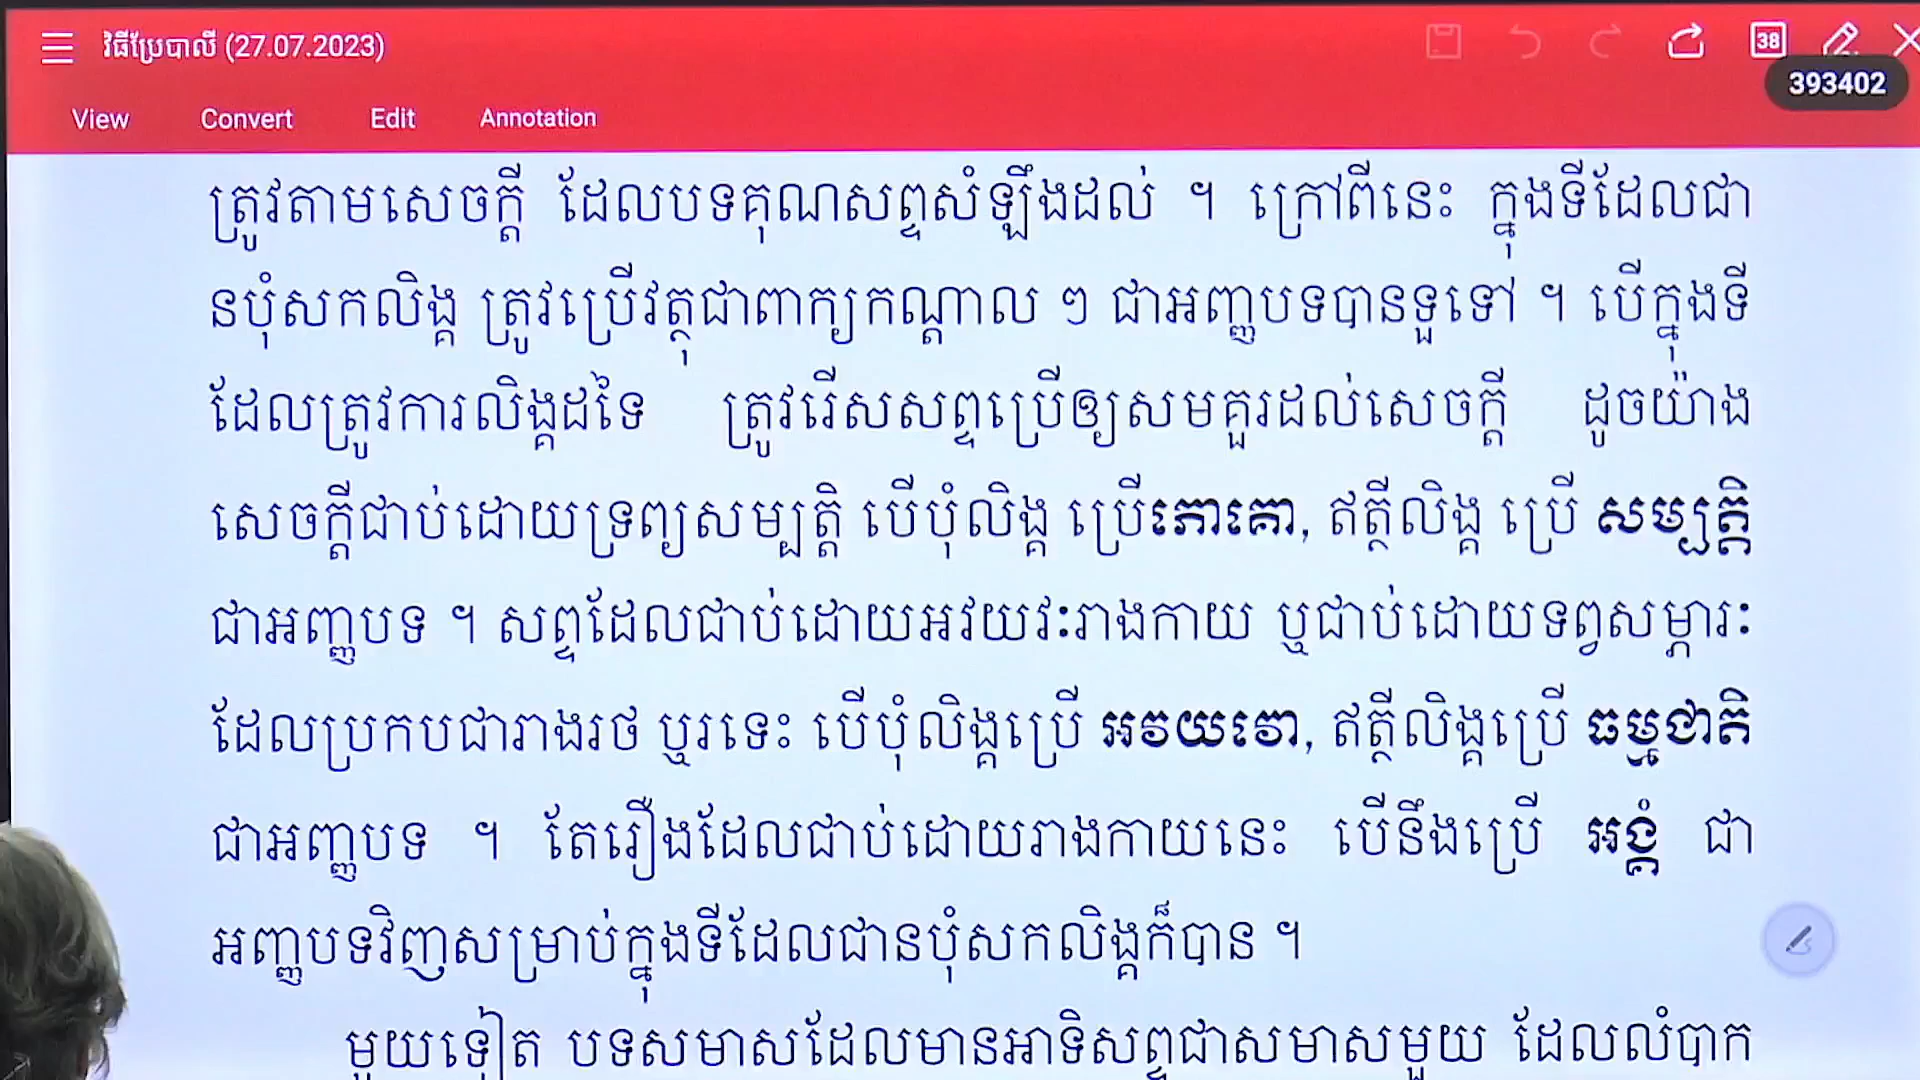 វិធីប្រែបាលី (27.07.2023)
38
393402
View Convert Edit Annotation
ត្រូវតាមសេចក្តី ដែលបទគុណសព្ទសំឡឹងដល់ ។ ក្រៅពីនេះ ក្នុងទីដែលជា
នបុំសកលិង្គ ត្រូវប្រើវត្ថុជាពាក្យកណ្តាល ៗ ជាអញ្ញបទបានទួទៅ ។ បើក្នុងទី
ដែលត្រូវការលិង្គដទៃ ត្រូវរើសសព្ទប្រើឲ្យសមគួរដល់សេចក្តី ដូចយ៉ាង
សេចក្តីជាប់ដោយទ្រព្យសម្បត្តិ បើបុំលិង្គ ប្រើភោគោ, ឥត្ថីលិង្គ ប្រើ សម្បត្តិ
ជាអញ្ញបទ ។ សព្ទដែលជាប់ដោយអវយវៈរាងកាយ ឬជាប់ដោយទព្វសម្ភារៈ
ដែលប្រកបជារាងរថ ឬរទេះ បើបុំលិង្គប្រើ អវយវោ, ឥត្ថីលិង្គប្រើ ធម្មជាតិ
ជាអញ្ញបទ ។ តែរឿងដែលជាប់ដោយរាងកាយនេះ បើនឹងប្រើ អង្គំ ជា
អញ្ញបទវិញសម្រាប់ក្នុងទីដែលជានបុំសកលិង្គក៏បាន ។
មួយទៀត បទសមាសដែលមានអាទិសព្ទជាសមាសមួយ ដែលលំបាក